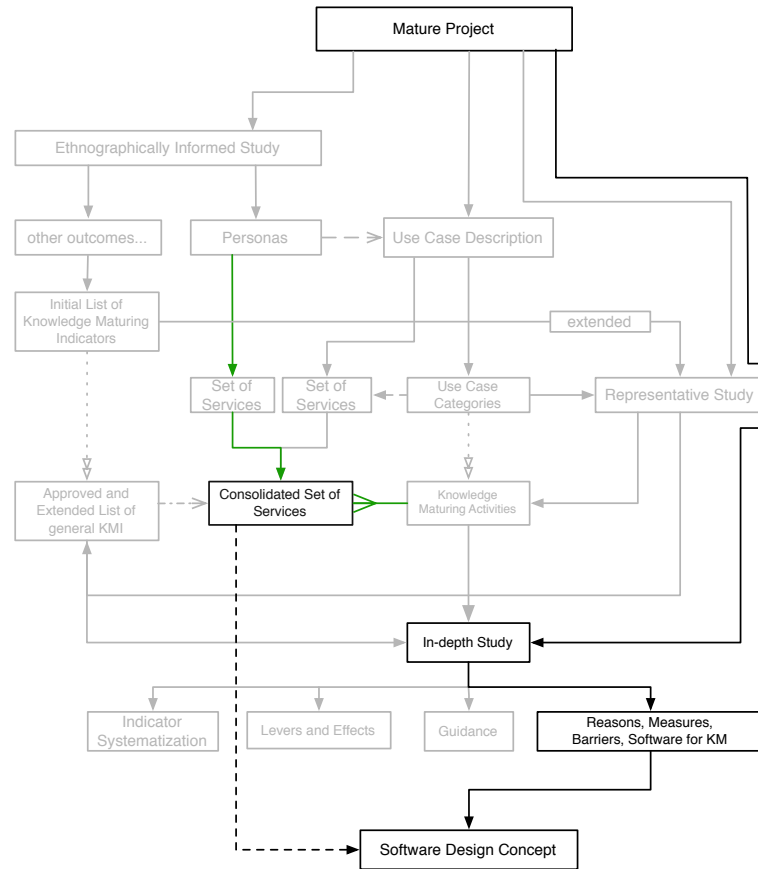 Mature Project
Ethnographically Informed Study
other outcomes...
Personas
Use Case Description
Initial List of
Knowledge Maturing
Indicators
extended
Set of
Services
Set of
Services
Use Case
Categories
Representative Study
Approved and
Extended List of
general KMI
Consolidated Set of
Services
Knowledge
Maturing Activities
In-depth Study
Indicator
Systematization
Levers and Effects
Guidance
Reasons, Measures,
Barriers, Software for KM
Software Design Concept